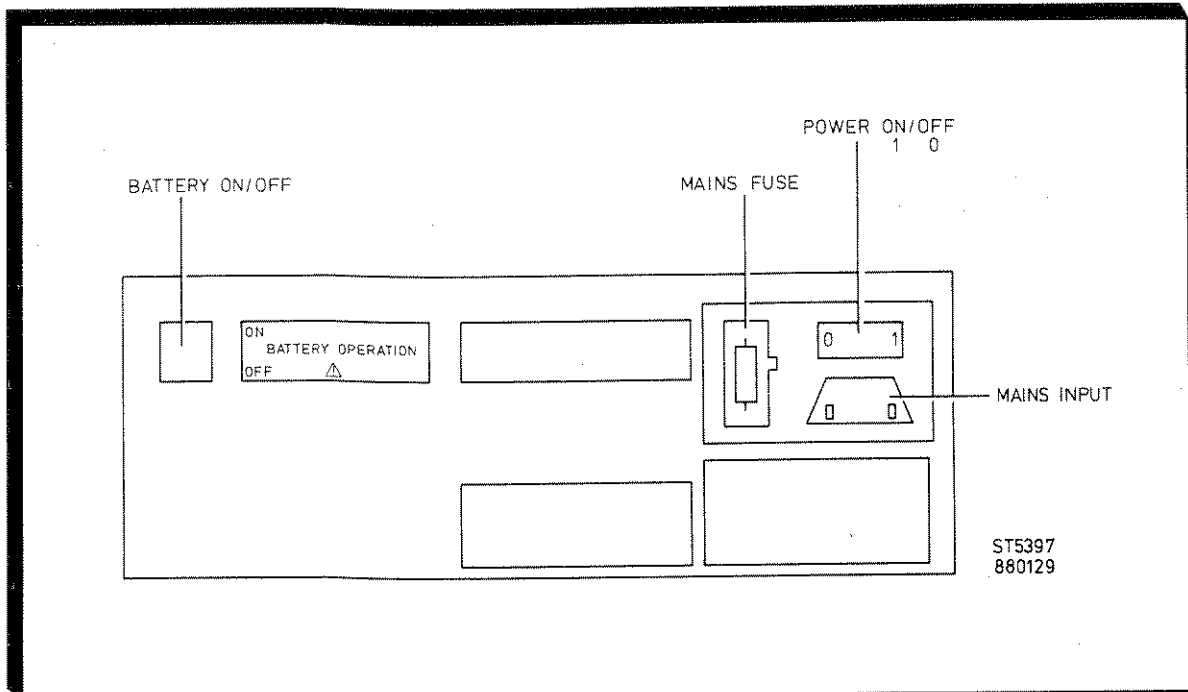 POWER ON/OFF
1 0
BATTERY ON/OFF
MAINS FUSE
ON
BATTERY OPERATION
OFF
0 1
MAINS INPUT
ST5397
880129